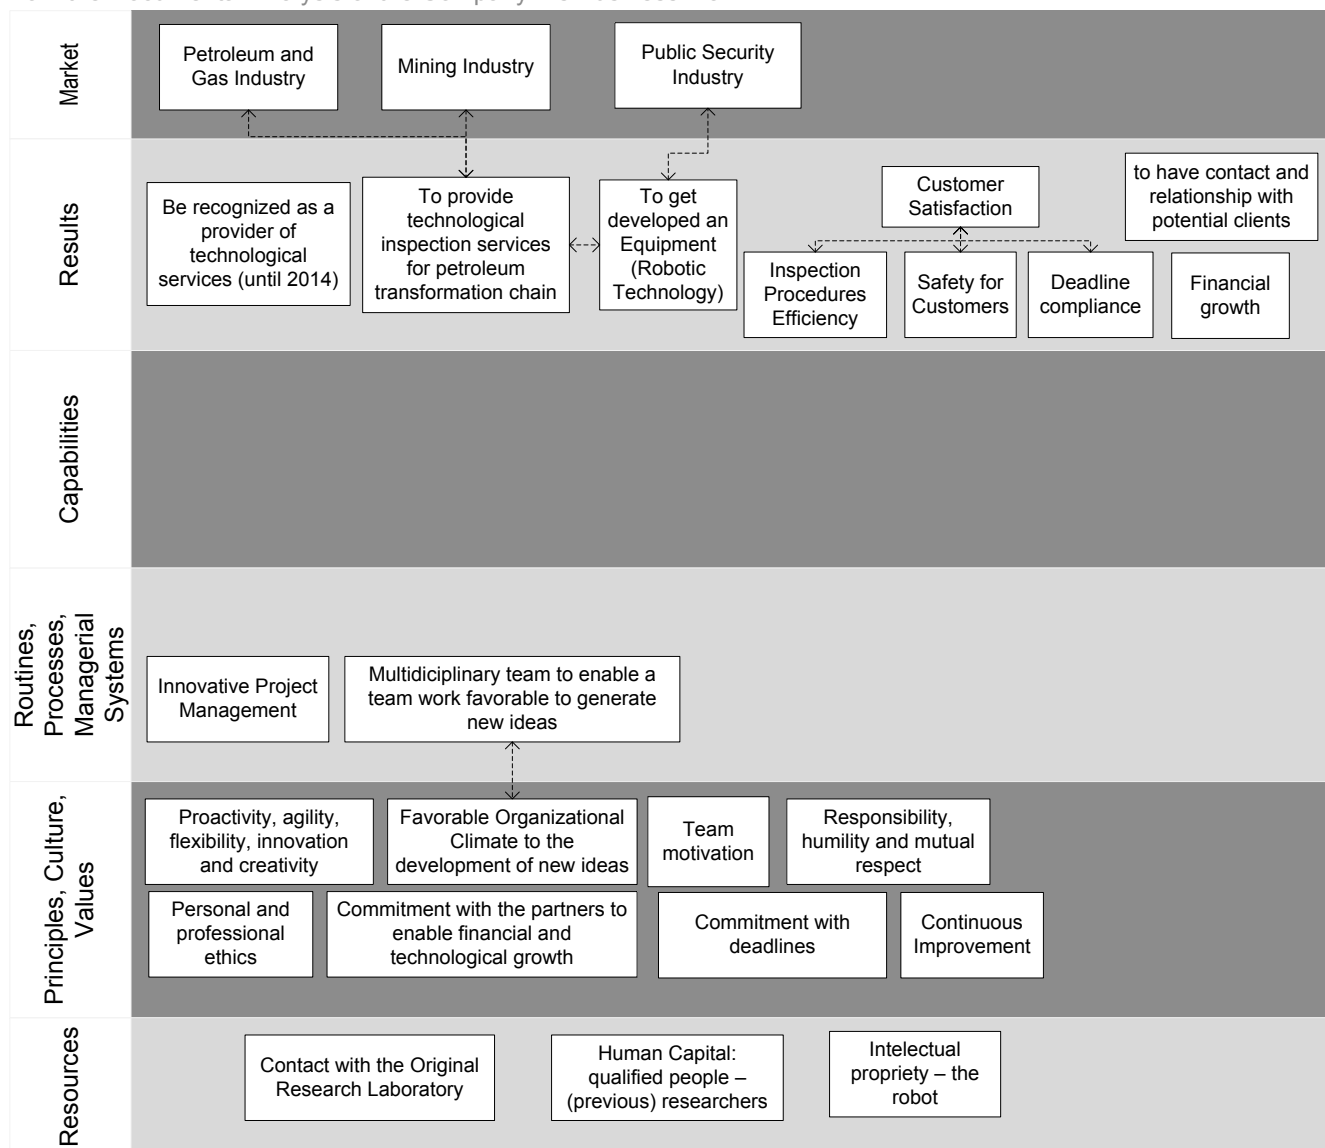 Market
Petroleum and
Gas Industry
Mining Industry
Public Security
Industry
Results
Be recognized as a
provider of
technological
services (until 2014)
To provide
technological
inspection services
for petroleum
transformation chain
To get
developed an
Equipment
(Robotic
Technology)
Customer
Satisfaction
Inspection
Procedures
Efficiency
Safety for
Customers
Deadline
compliance
to have contact and
relationship with
potential clients
Financial
growth
Capabilities
Routines,
Processes,
Managerial
Systems
Innovative Project
Management
Multidiciplinary team to enable a
team work favorable to generate
new ideas
Principles, Culture,
Values
Proactivity, agility,
flexibility, innovation
and creativity
Favorable Organizational
Climate to the
development of new ideas
Team
motivation
Responsibility,
humility and mutual
respect
Personal and
professional
ethics
Commitment with the partners to
enable financial and
technological growth
Commitment with
deadlines
Continuous
Improvement
Resources
Contact with the Original
Research Laboratory
Human Capital:
qualified people –
(previous) researchers
Intelectual
propriety – the
robot